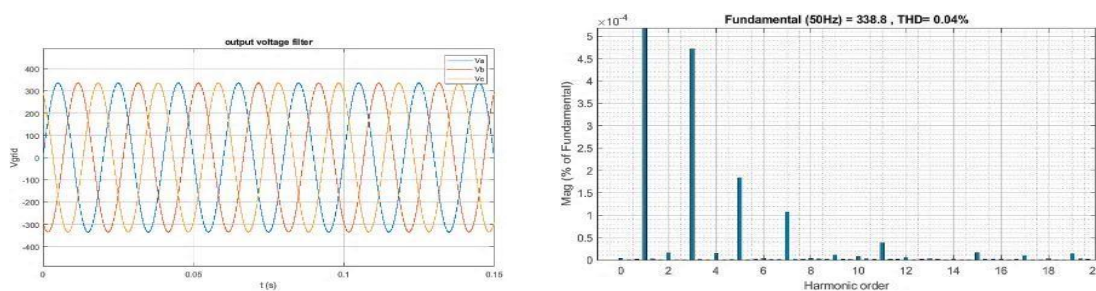 output voltage filter
Va
Vb
Vc
400
300
200
100
0
-100
-200
-300
-400
Vgrid
0
0.05
0.1
0.15
t (s)
Fundamental (50Hz) = 338.8 , THD= 0.04%
×10⁻⁴
5
4.5
4
3.5
3
2.5
2
1.5
1
0.5
0
Mag (% of Fundamental)
0 2 4 6 8 10 12 14 16 18 2
Harmonic order